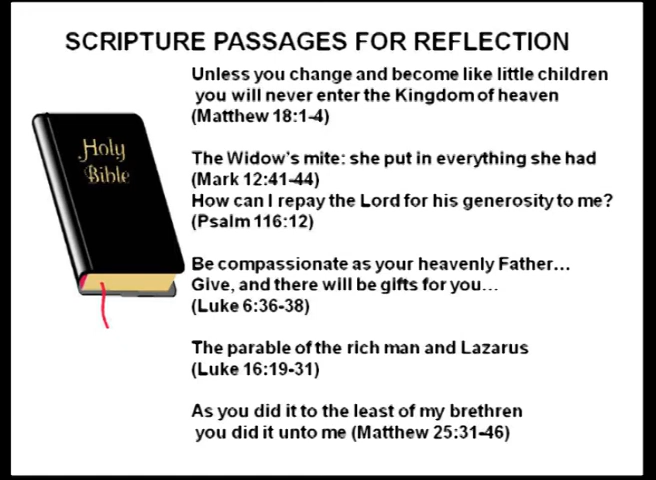 SCRIPTURE PASSAGES FOR REFLECTION
Holy
Bible
Unless you change and become like little children
you will never enter the Kingdom of heaven
(Matthew 18:1-4)
The Widow's mite: she put in everything she had
(Mark 12:41-44)
How can I repay the Lord for his generosity to me?
(Psalm 116:12)
Be compassionate as your heavenly Father...
Give, and there will be gifts for you...
(Luke 6:36-38)
The parable of the rich man and Lazarus
(Luke 16:19-31)
As you did it to the least of my brethren
you did it unto me (Matthew 25:31-46)